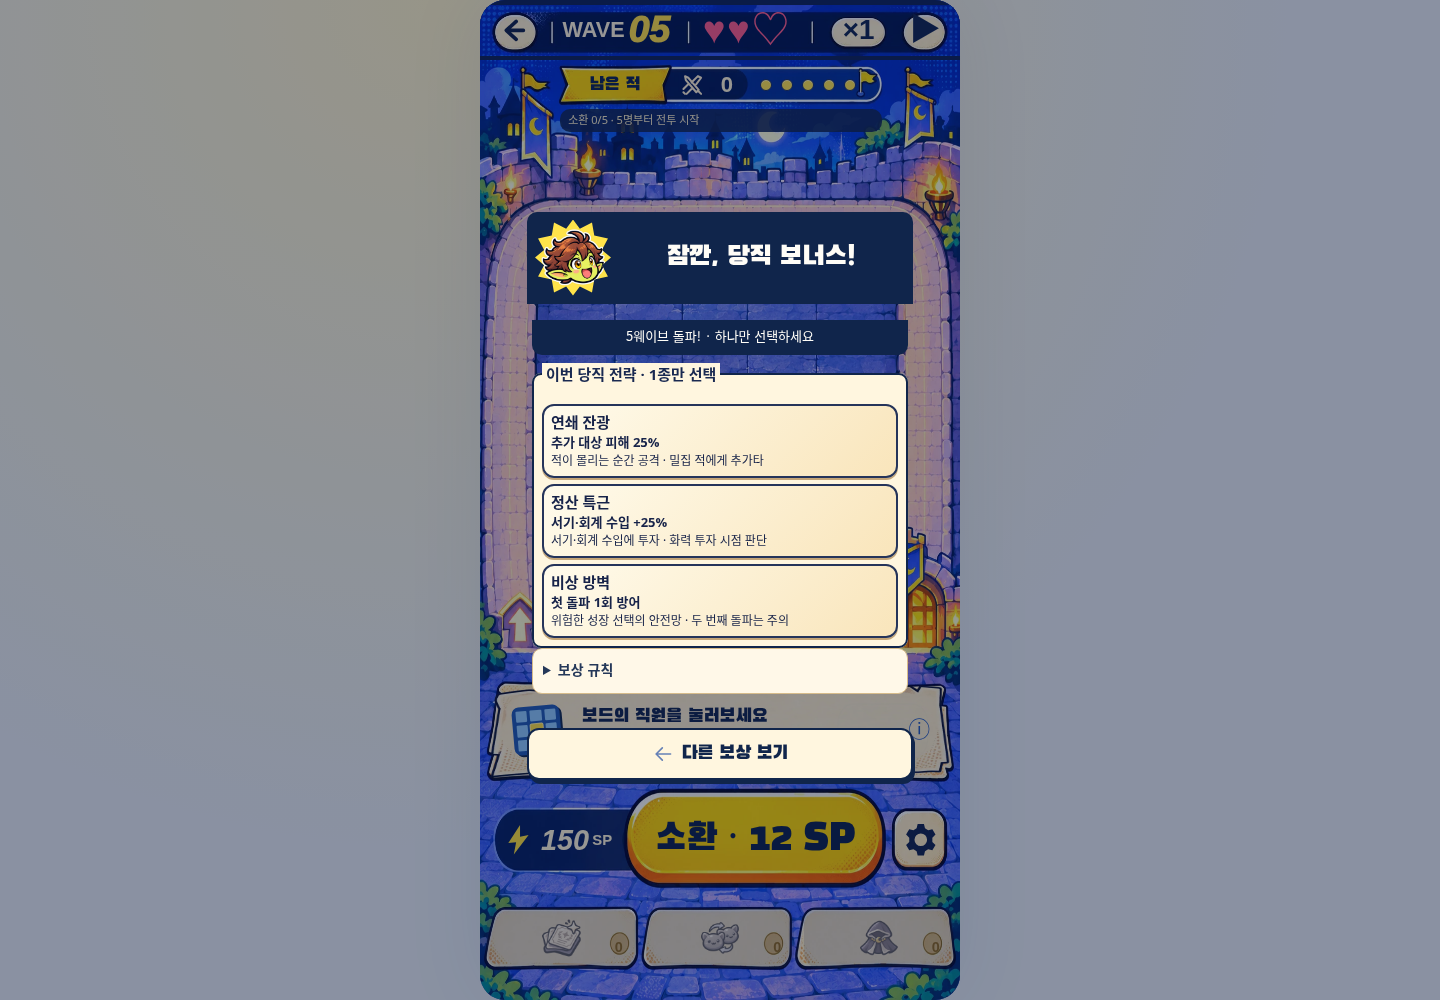 WAVE 05
×1
남은 적
0
소환 0/5 · 5명부터 전투 시작
잠깐, 당직 보너스!
5웨이브 돌파! · 하나만 선택하세요
이번 당직 전략 · 1종만 선택
연쇄 잔광
추가 대상 피해 25%
적이 몰리는 순간 공격 · 밀집 적에게 추가타
정산 특근
서기·회계 수입 +25%
서기·회계 수입에 투자 · 화력 투자 시점 판단
비상 방벽
첫 돌파 1회 방어
위험한 성장 선택의 안전망 · 두 번째 돌파는 주의
▶ 보상 규칙
보드의 직원을 눌러보세요
← 다른 보상 보기
150 SP
소환 · 12 SP
0
0
0